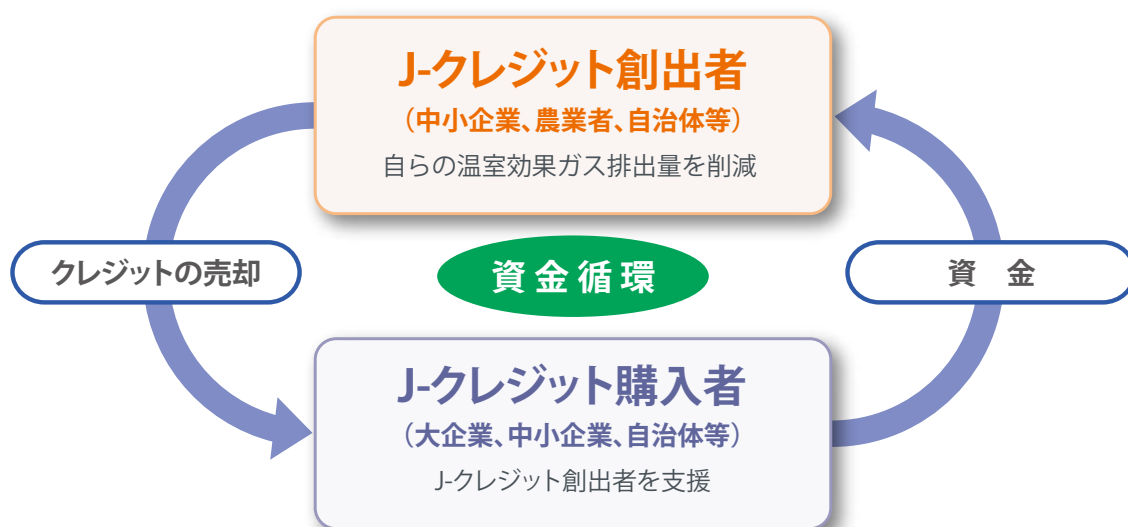 J-クレジット創出者
（中小企業、農業者、自治体等）
自らの温室効果ガス排出量を削減
クレジットの売却
資金循環
資　金
J-クレジット購入者
（大企業、中小企業、自治体等）
J-クレジット創出者を支援